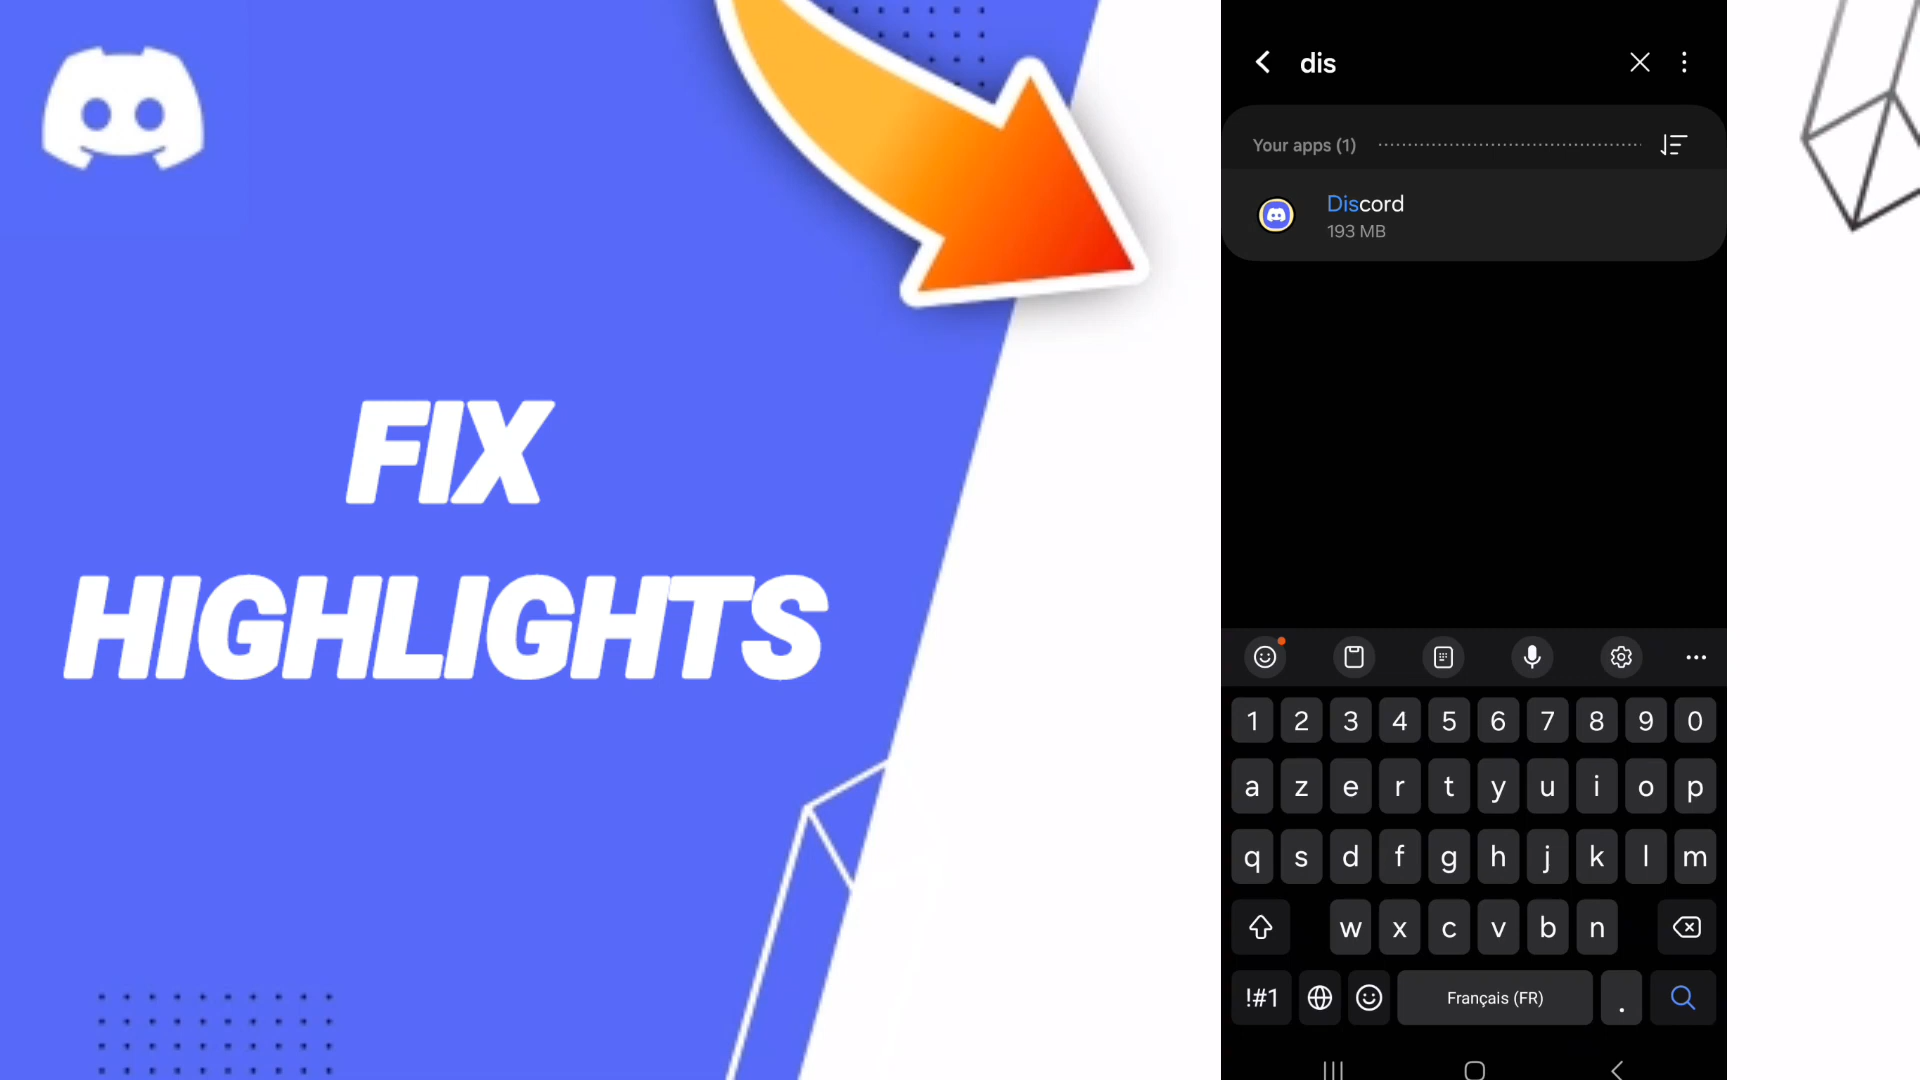 FIX
HIGHLIGHTS
dis
Your apps (1)
Discord
193 MB
1 2 3 4 5 6 7 8 9 0
a z e r t y u i o p
q s d f g h j k l m
w x c v b n
!#1 Français (FR) .